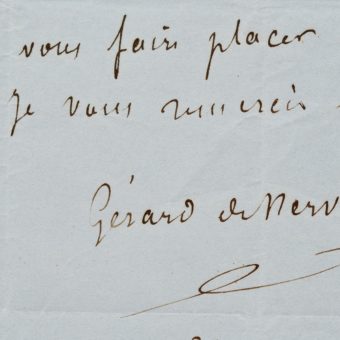 vous faire placer
Je vous remercie
Gérard de Nerv